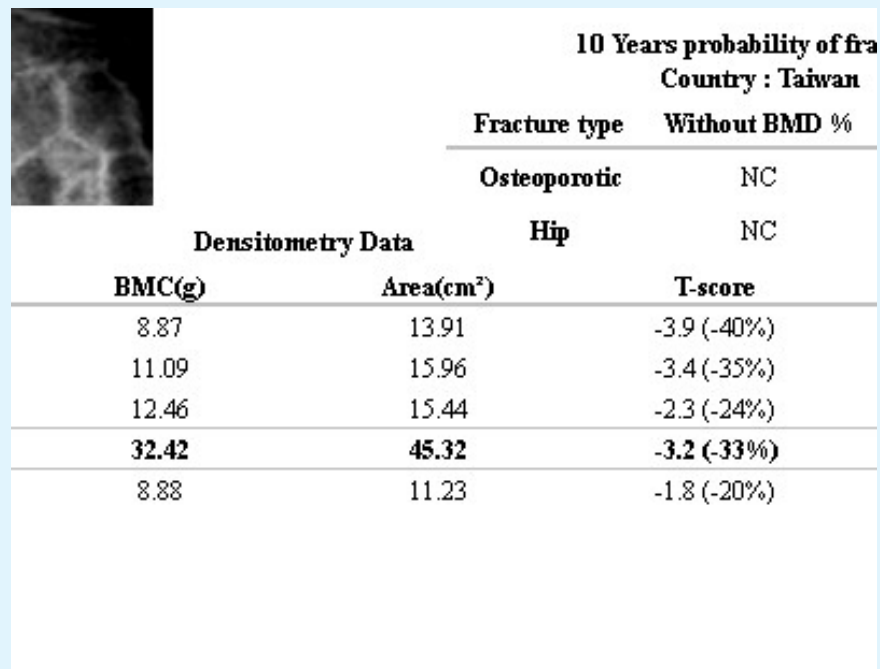 10 Years probability of fra
Country : Taiwan
Fracture type Without BMD %
Osteoporotic NC
Hip NC
Densitometry Data
BMC(g) Area(cm²) T-score
8.87 13.91 -3.9 (-40%)
11.09 15.96 -3.4 (-35%)
12.46 15.44 -2.3 (-24%)
32.42 45.32 -3.2 (-33%)
8.88 11.23 -1.8 (-20%)